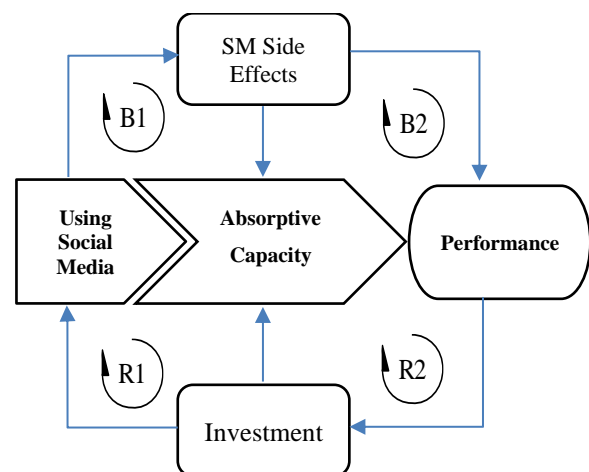 SM Side
Effects
B1
B2
Using
Social
Media
Absorptive
Capacity
Performance
R1
R2
Investment